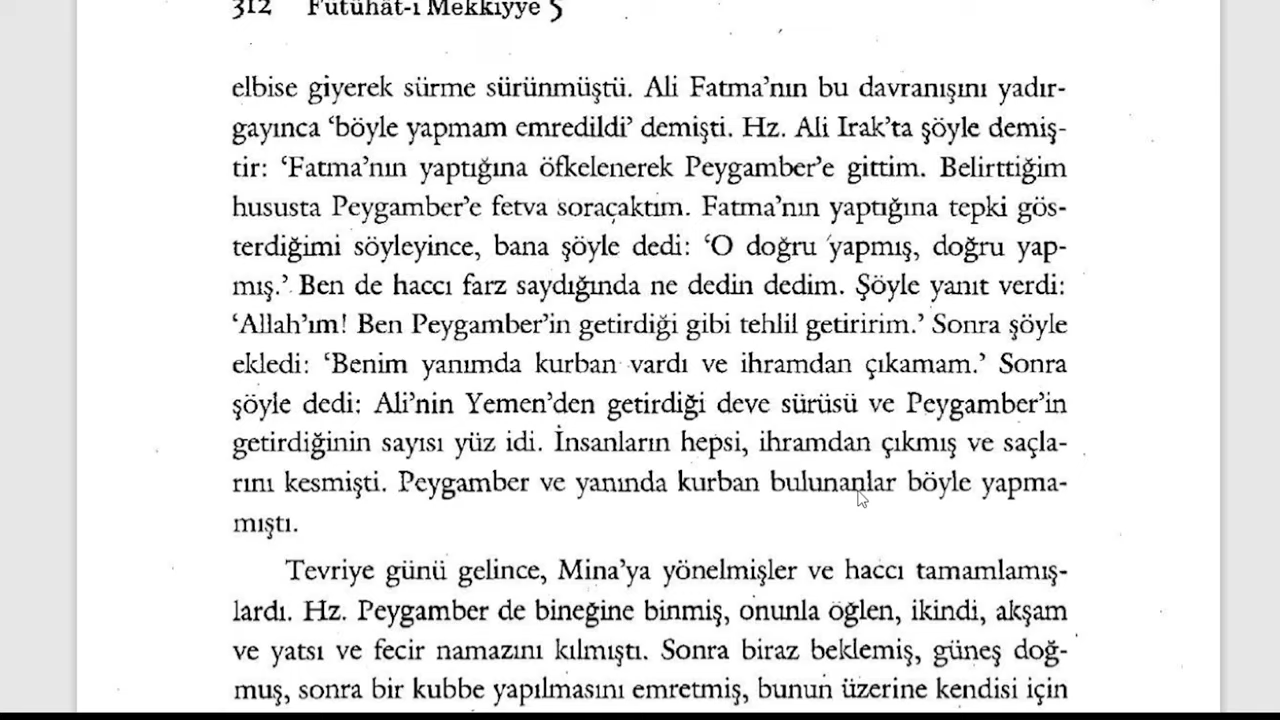 312 Fütûhât-ı Mekkiyye 5
elbise giyerek sürme sürünmüştü. Ali Fatma’nın bu davranışını yadır-
gayınca ‘böyle yapmam emredildi’ demişti. Hz. Ali Irak’ta şöyle demiş-
tir: ‘Fatma’nın yaptığına öfkelenerek Peygamber’e gittim. Belirttiğim
hususta Peygamber’e fetva soraçaktım. Fatma’nın yaptığına tepki gös-
terdiğimi söyleyince, bana şöyle dedi: ‘O doğru yapmış, doğru yap-
mış.’ Ben de haccı farz saydığında ne dedin dedim. Şöyle yanıt verdi:
‘Allah’ım! Ben Peygamber’in getirdiği gibi tehlil getiririm.’ Sonra şöyle
ekledi: ‘Benim yanımda kurban vardı ve ihramdan çıkamam.’ Sonra
şöyle dedi: Ali’nin Yemen’den getirdiği deve sürüsü ve Peygamber’in
getirdiğinin sayısı yüz idi. İnsanların hepsi, ihramdan çıkmış ve saçla-
rını kesmişti. Peygamber ve yanında kurban bulunanlar böyle yapma-
mıştı.
Tevriye günü gelince, Mina’ya yönelmişler ve haccı tamamlamış-
lardı. Hz. Peygamber de bineğine binmiş, onunla öğlen, ikindi, akşam
ve yatsı ve fecir namazını kılmıştı. Sonra biraz beklemiş, güneş doğ-
muş, sonra bir kubbe yapılmasını emretmiş, bunun üzerine kendisi için